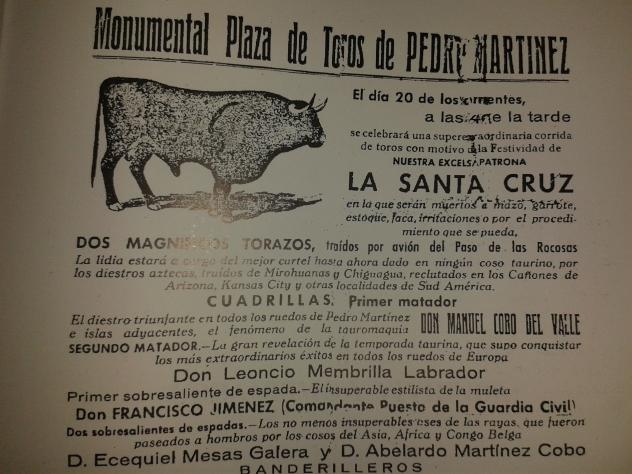 Monumental Plaza de Toros de PEDRO MARTINEZ
El día 20 de los corrientes,
a las de la tarde
se celebrará una superextraordinaria corrida
de toros con motivo la Festividad de
NUESTRA EXCELSA PATRONA
LA SANTA CRUZ
en la que serán muertos a mazo, garrote,
estoque, faca, irritaciones o por el procedi-
miento que se pueda,
DOS MAGNIFICOS TORAZOS, traídos por avión del Paso de las Rocosas
La lidia estará a cargo del mejor cartel hasta ahora dado en ningún coso taurino, por
los diestros aztecas, traídos de Mirohuanas y Chiguagua, reclutados en los Cañones de
Arizona, Kansas City y otras localidades de Sud América.
CUADRILLAS. Primer matador
El diestro triunfante en todos los ruedos de Pedro Martínez
e islas adyacentes, el fenómeno de la tauromaquia DON MANUEL COBO DEL VALLE
SEGUNDO MATADOR.—La gran revelación de la temporada taurina, que supo conquistar
los más extraordinarios éxitos en todos los ruedos de Europa
Don Leoncio Membrilla Labrador
Primer sobresaliente de espada.—El insuperable estilista de la muleta
Don FRANCISCO JIMENEZ (Comandante Puesto de la Guardia Civil)
Dos sobresalientes de espadas.—Los no menos insuperables eses de las rayas, que fueron
paseados a hombros por los cosos del Asia, Africa y Congo Belga
D. Ecequiel Mesas Galera y D. Abelardo Martínez Cobo
BANDERILLEROS